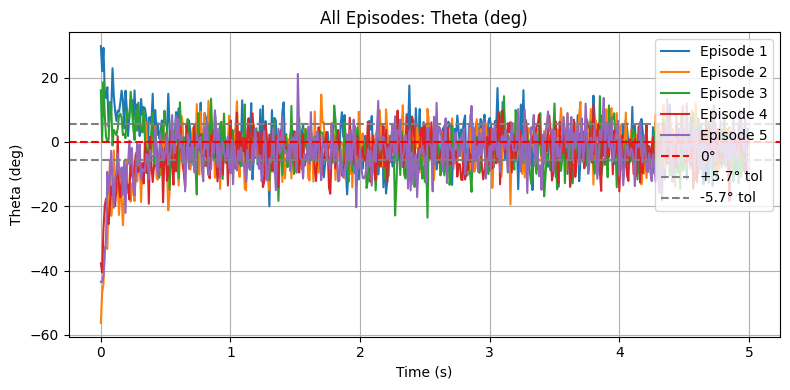 All Episodes: Theta (deg)
Theta (deg)
20
0
−20
−40
−60
0
1
2
3
4
5
Time (s)
Episode 1
Episode 2
Episode 3
Episode 4
Episode 5
0°
+5.7° tol
-5.7° tol